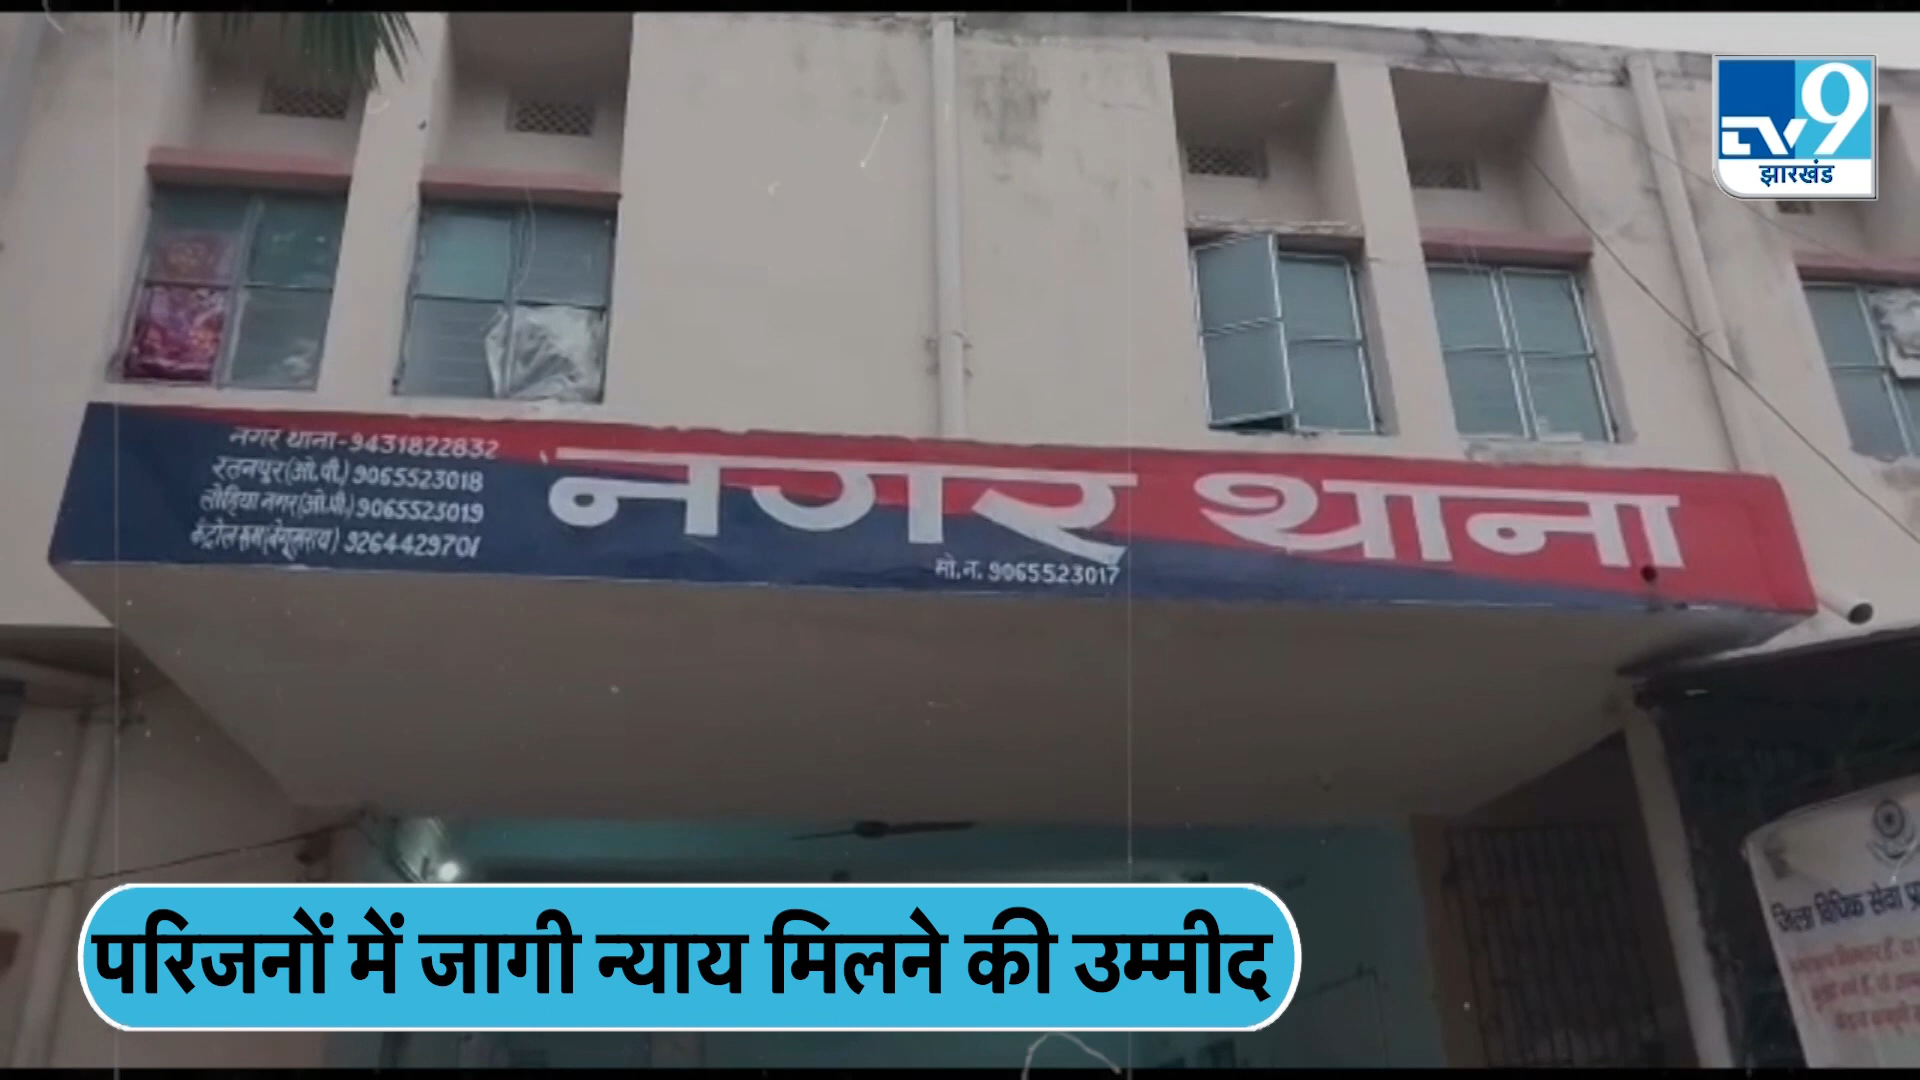 TV9
झारखंड
नगर थाना-9431822832
रतनपुर(ओ.पी.) 9065523018
लोहिया नगर(ओ.पी.) 9065523019
कंट्रोल रूम(बेगूसराय) 9264429701
नगर थाना
मो.न. 9065523017
जिला विधिक सेवा
परिजनों में जागी न्याय मिलने की उम्मीद